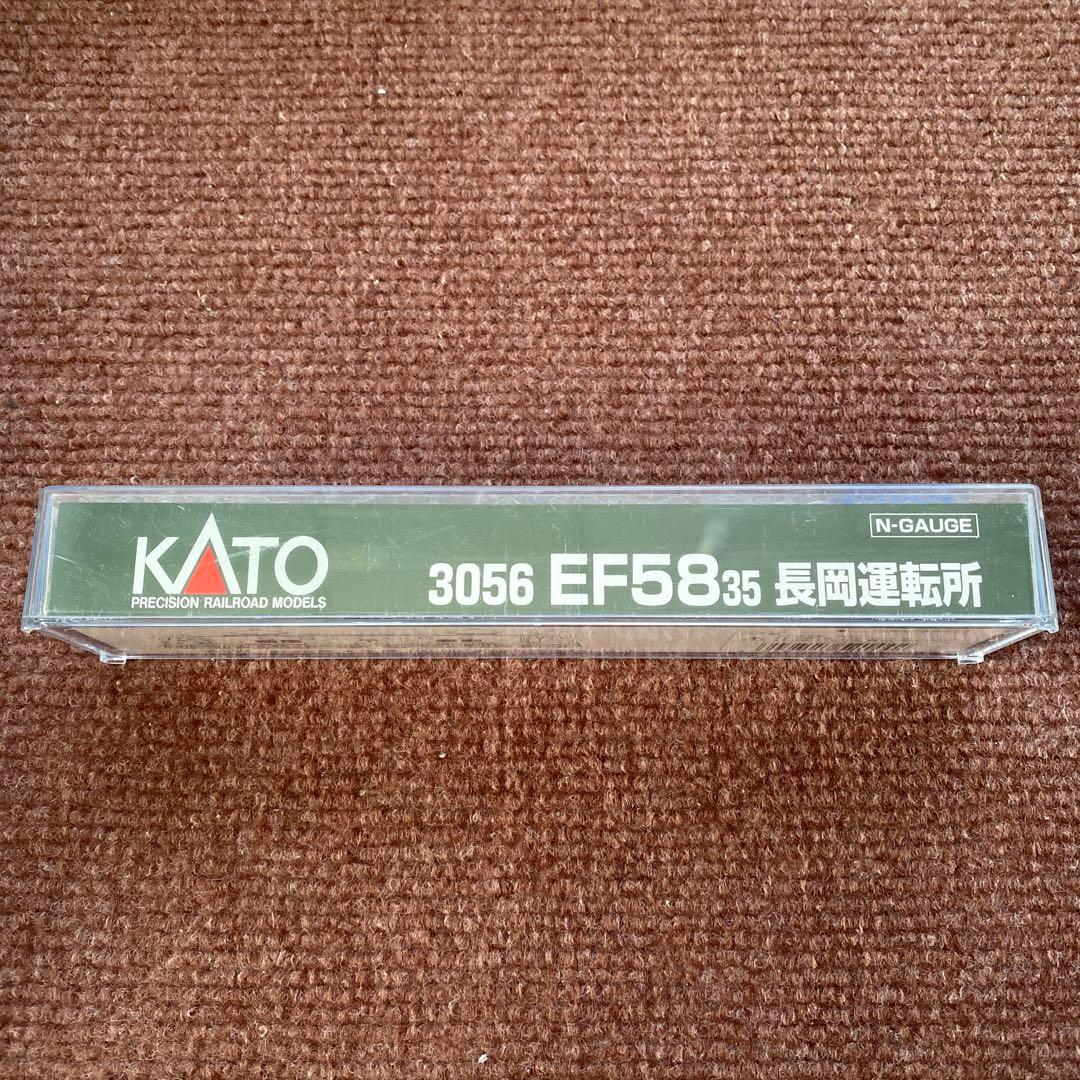 N-GAUGE
KATO
3056 EF58 35 長岡運転所
PRECISION RAILROAD MODELS